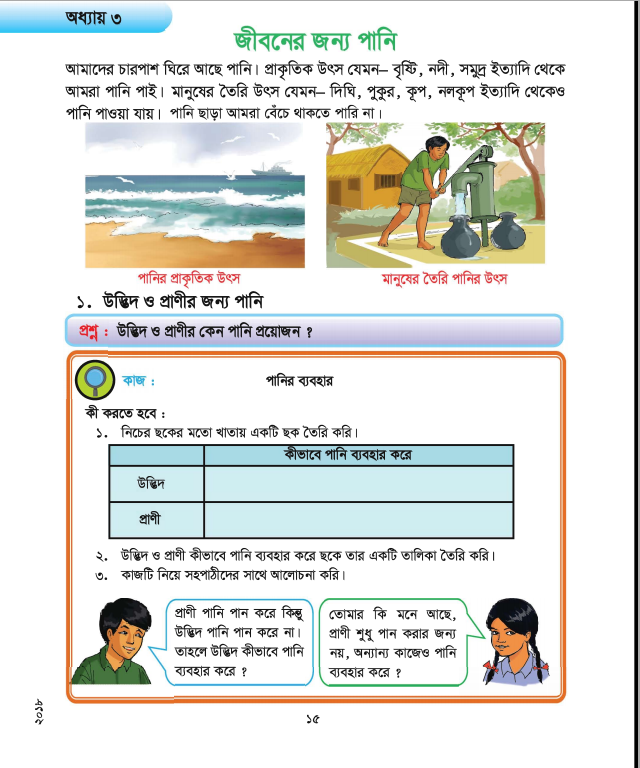 অধ্যায় ৩
জীবনের জন্য পানি
আমাদের চারপাশ ঘিরে আছে পানি। প্রাকৃতিক উৎস যেমন– বৃষ্টি, নদী, সমুদ্র ইত্যাদি থেকে
আমরা পানি পাই। মানুষের তৈরি উৎস যেমন– দিঘি, পুকুর, কূপ, নলকূপ ইত্যাদি থেকেও
পানি পাওয়া যায়। পানি ছাড়া আমরা বেঁচে থাকতে পারি না।
পানির প্রাকৃতিক উৎস
মানুষের তৈরি পানির উৎস
১. উদ্ভিদ ও প্রাণীর জন্য পানি
প্রশ্ন : উদ্ভিদ ও প্রাণীর কেন পানি প্রয়োজন ?
কাজ : পানির ব্যবহার
কী করতে হবে :
১. নিচের ছকের মতো খাতায় একটি ছক তৈরি করি।
কীভাবে পানি ব্যবহার করে
উদ্ভিদ
প্রাণী
২. উদ্ভিদ ও প্রাণী কীভাবে পানি ব্যবহার করে ছকে তার একটি তালিকা তৈরি করি।
৩. কাজটি নিয়ে সহপাঠীদের সাথে আলোচনা করি।
প্রাণী পানি পান করে কিন্তু
উদ্ভিদ পানি পান করে না।
তাহলে উদ্ভিদ কীভাবে পানি
ব্যবহার করে ?
তোমার কি মনে আছে,
প্রাণী শুধু পান করার জন্য
নয়, অন্যান্য কাজেও পানি
ব্যবহার করে ?
২০১৮
১৫